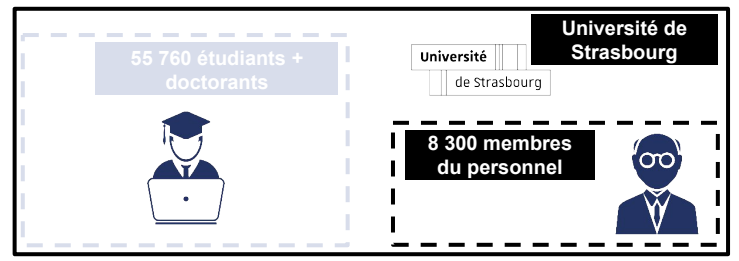 55 760 étudiants +
doctorants
Université
de Strasbourg
Université de
Strasbourg
8 300 membres
du personnel